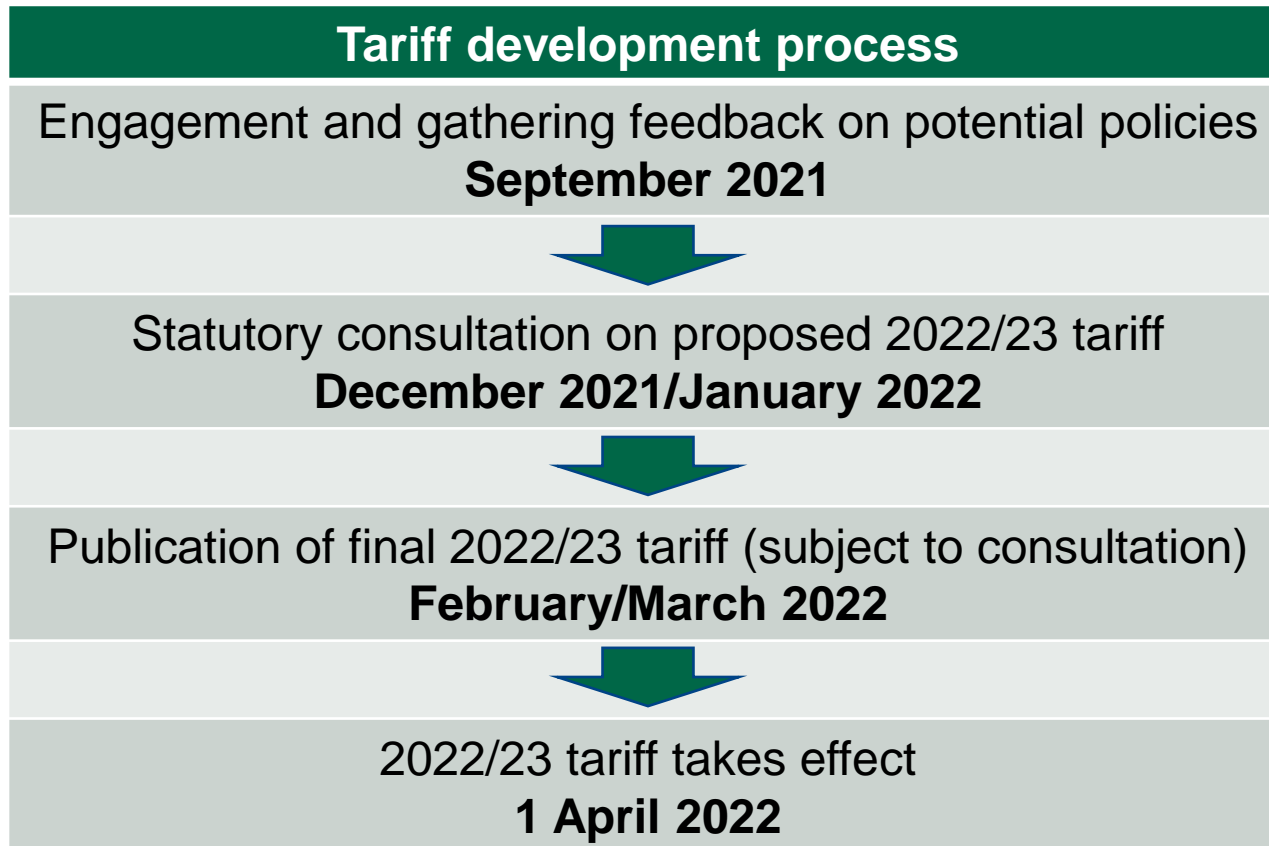 Tariff development process
Engagement and gathering feedback on potential policies
September 2021
Statutory consultation on proposed 2022/23 tariff
December 2021/January 2022
Publication of final 2022/23 tariff (subject to consultation)
February/March 2022
2022/23 tariff takes effect
1 April 2022